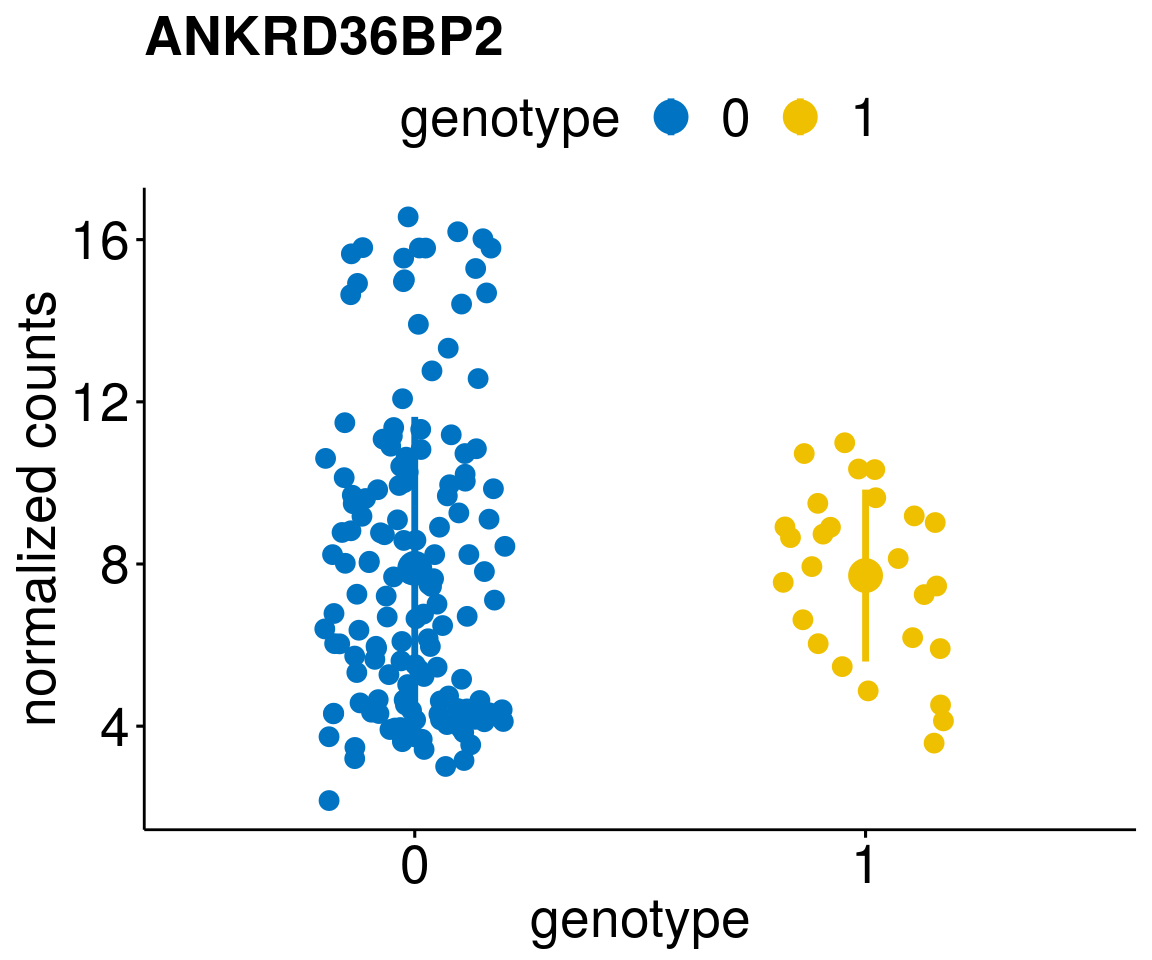 ANKRD36BP2
genotype 0 1
normalized counts
16
12
8
4
0 1
genotype